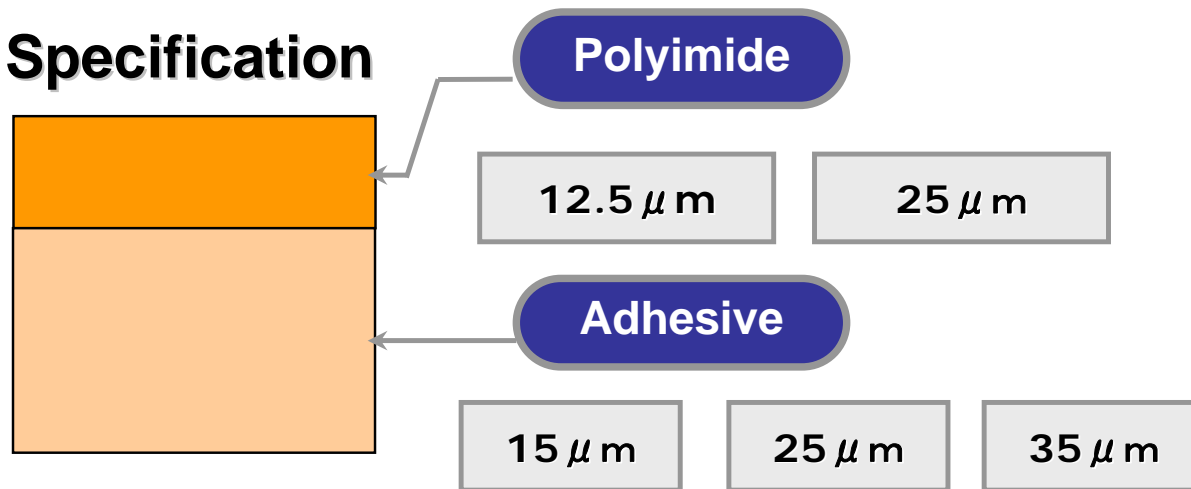 Specification
Polyimide
12.5μm
25μm
Adhesive
15μm
25μm
35μm